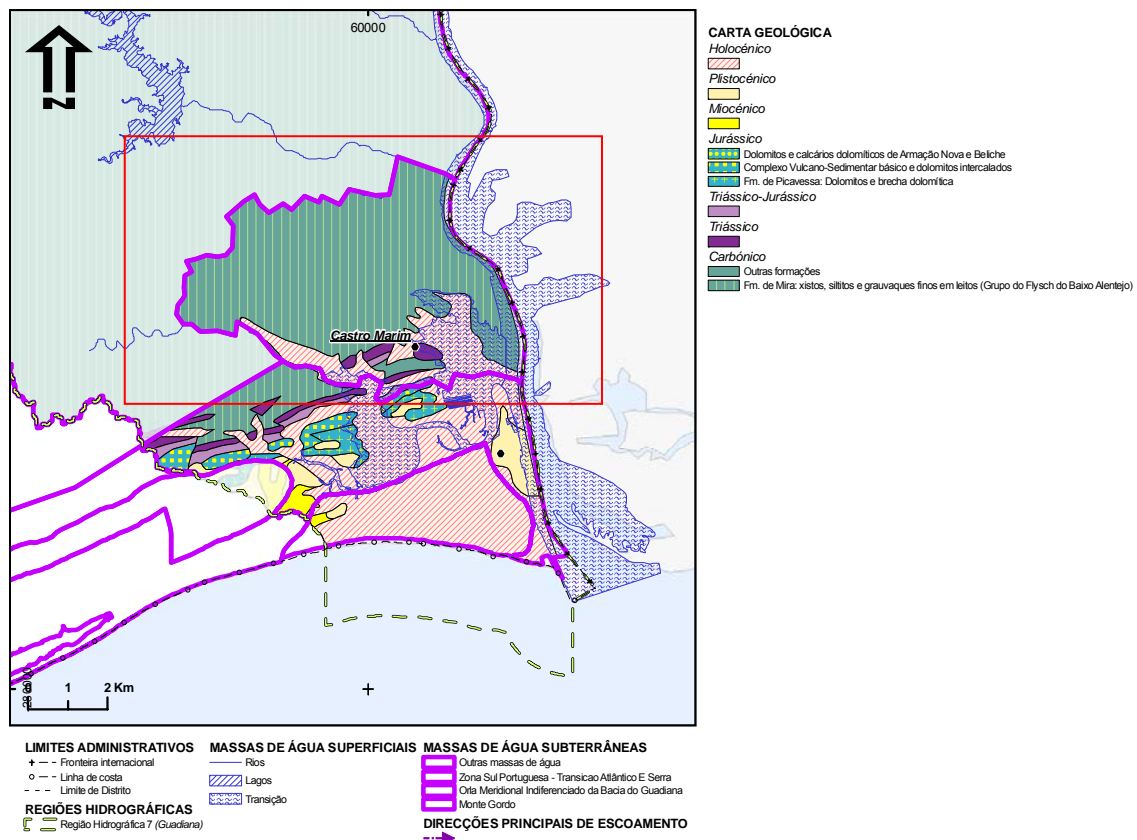 60000
N
Castro Marim
28 000
0 1 2 Km
CARTA GEOLÓGICA
Holocénico
Plistocénico
Miocénico
Jurássico
Dolomitos e calcários dolomíticos de Armação Nova e Beliche
Complexo Vulcano-Sedimentar básico e dolomitos intercalados
Fm. de Picavessa: Dolomitos e brecha dolomítica
Triássico-Jurássico
Triássico
Carbónico
Outras formações
Fm. de Mira: xistos, siltitos e grauvaques finos em leitos (Grupo do Flysch do Baixo Alentejo)
LIMITES ADMINISTRATIVOS
Fronteira internacional
Linha de costa
Limite de Distrito
REGIÕES HIDROGRÁFICAS
Região Hidrográfica 7 (Guadiana)
MASSAS DE ÁGUA SUPERFICIAIS
Rios
Lagos
Transição
MASSAS DE ÁGUA SUBTERRÂNEAS
Outras massas de água
Zona Sul Portuguesa - Transicao Atlântico E Serra
Orla Meridional Indiferenciado da Bacia do Guadiana
Monte Gordo
DIRECÇÕES PRINCIPAIS DE ESCOAMENTO